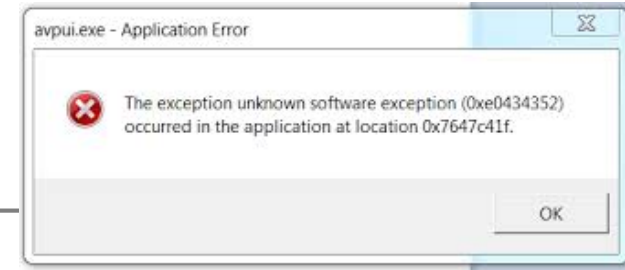 avpui.exe - Application Error
The exception unknown software exception (0xe0434352)
occurred in the application at location 0x7647c41f.
OK